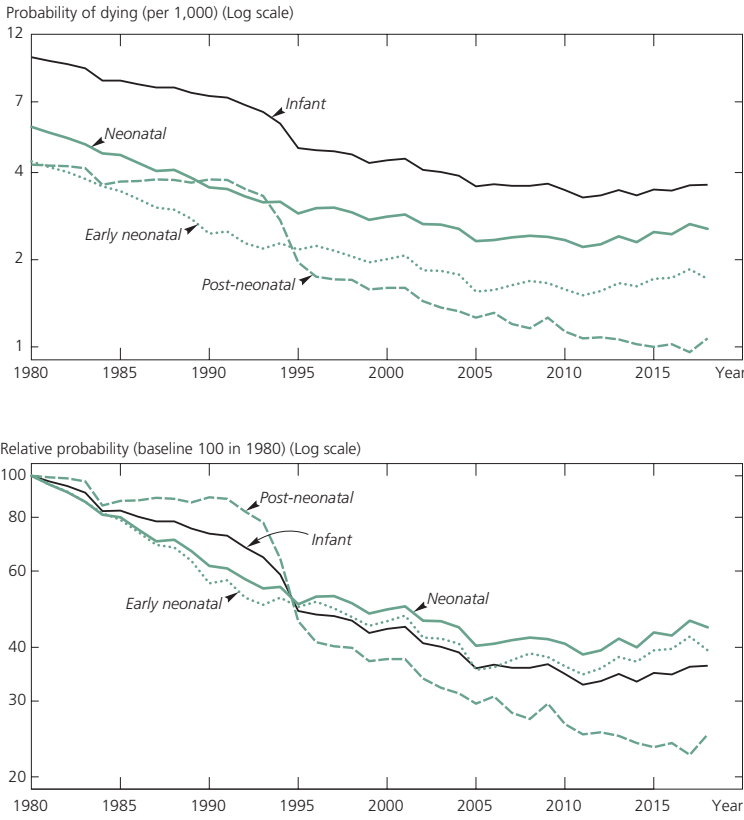 Probability of dying (per 1,000) (Log scale)
12
Infant
7
Neonatal
4
Early neonatal
2
Post-neonatal
1
1980 1985 1990 1995 2000 2005 2010 2015 Year
Relative probability (baseline 100 in 1980) (Log scale)
100
Post-neonatal
80
Infant
60
Early neonatal
Neonatal
40
30
20
1980 1985 1990 1995 2000 2005 2010 2015 Year